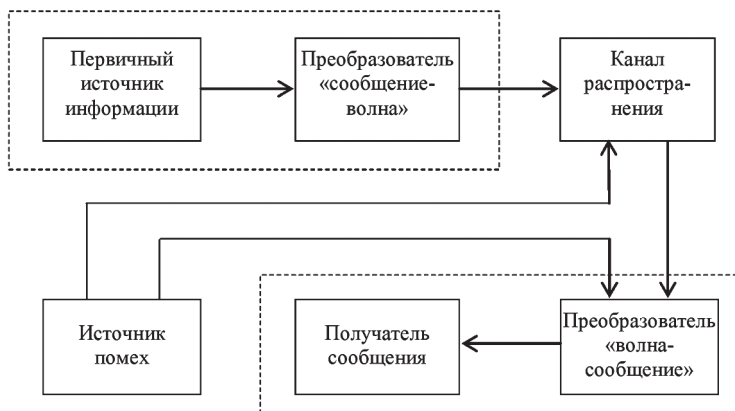 Первичный
источник
информации
Преобразователь
«сообщение-
волна»
Канал
распростра-
нения
Источник
помех
Получатель
сообщения
Преобразователь
«волна-
сообщение»